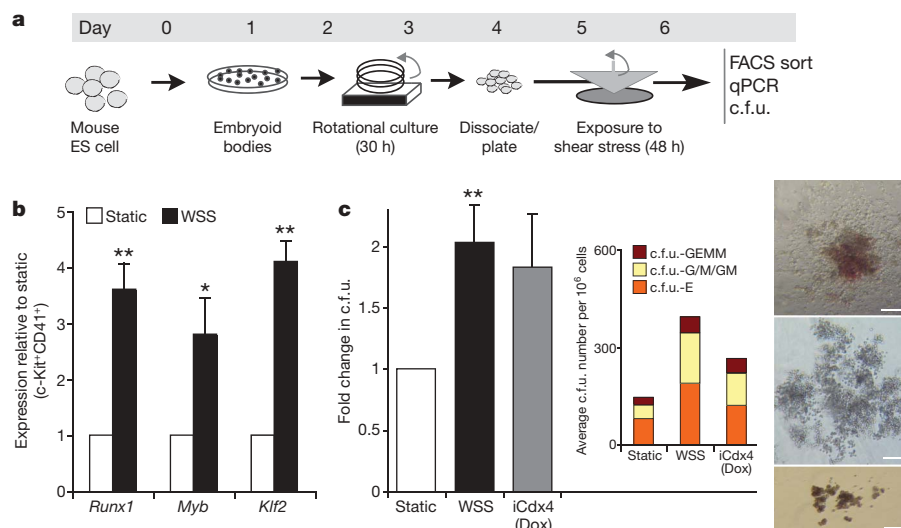 a
Day 0 1 2 3 4 5 6
Mouse
ES cell
Embryoid
bodies
Rotational culture
(30 h)
Dissociate/
plate
Exposure to
shear stress (48 h)
FACS sort
qPCR
c.f.u.
b
Static WSS
Expression relative to static
(c-Kit⁺CD41⁺)
5
4
3
2
1
0
**
*
**
Runx1 Myb Klf2
c
Fold change in c.f.u.
2
1.5
1
0.5
0
**
Static WSS iCdx4
(Dox)
Average c.f.u. number per 10⁶ cells
600
300
0
c.f.u.-GEMM
c.f.u.-G/M/GM
c.f.u.-E
Static WSS iCdx4
(Dox)